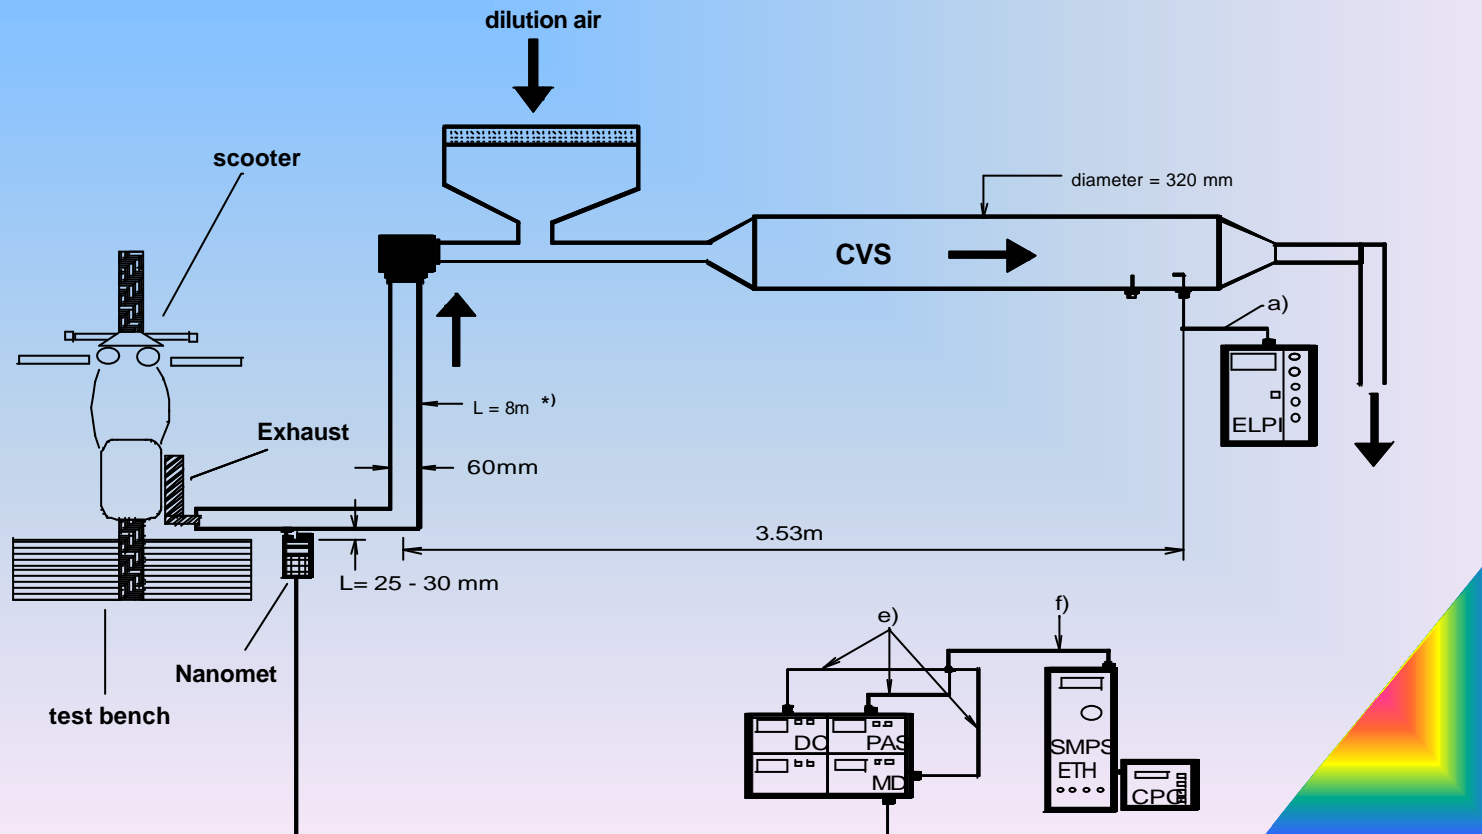 dilution air
scooter
diameter = 320 mm
CVS
a)
L = 8m *)
ELPI
Exhaust
60mm
3.53m
L= 25 - 30 mm
f)
e)
Nanomet
test bench
DC PAS
SMPS
ETH
MD
CPC